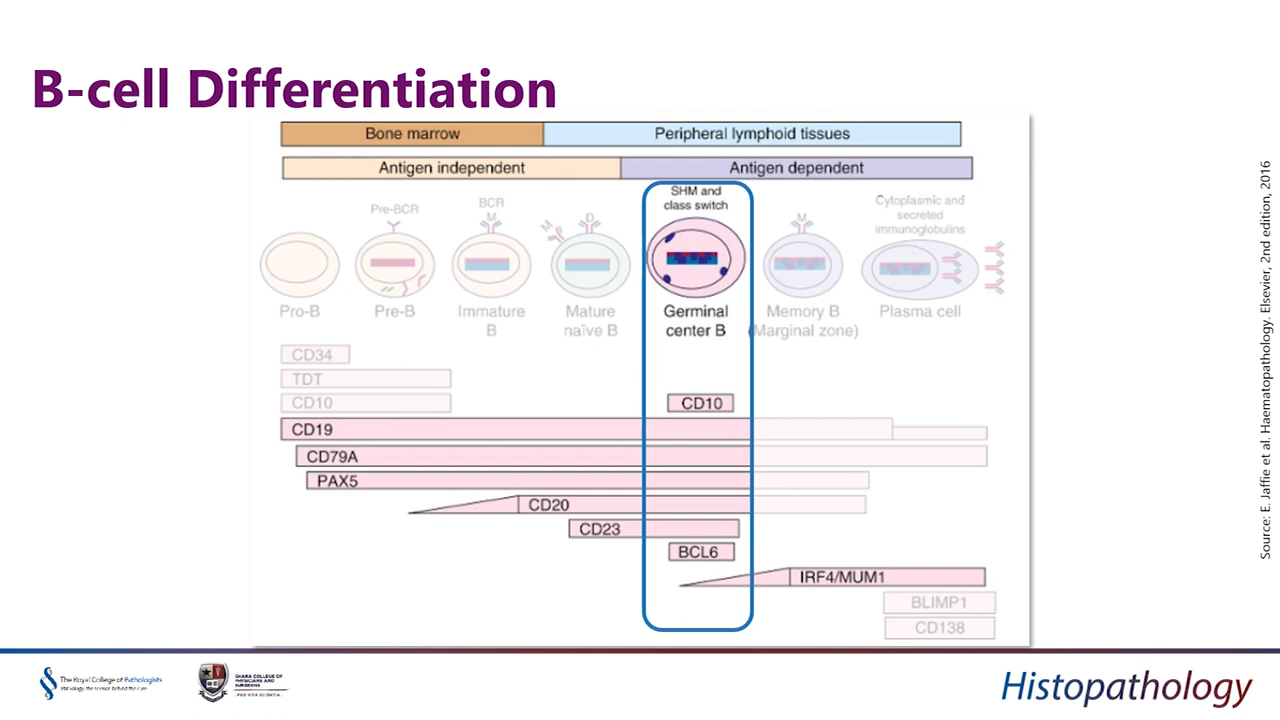 B-cell Differentiation
Bone marrow
Peripheral lymphoid tissues
Antigen independent
Antigen dependent
SHM and
class switch
Pre-BCR
BCR
M
M
D
M
Cytoplasmic and
secreted
immunoglobulins
Pro-B
Pre-B
Immature
B
Mature
naïve B
Germinal
center B
Memory B
(Marginal zone)
Plasma cell
CD34
TDT
CD10
CD10
CD19
CD79A
PAX5
CD20
CD23
BCL6
IRF4/MUM1
BLIMP1
CD138
Source: E. Jaffie et al. Haematopathology. Elsevier, 2nd edition, 2016
The Royal College of Pathologists
Pathology: the science behind the cure
GHANA COLLEGE OF
PHYSICIANS AND
SURGEONS
PRO VITA SCIENTIA
Histopathology